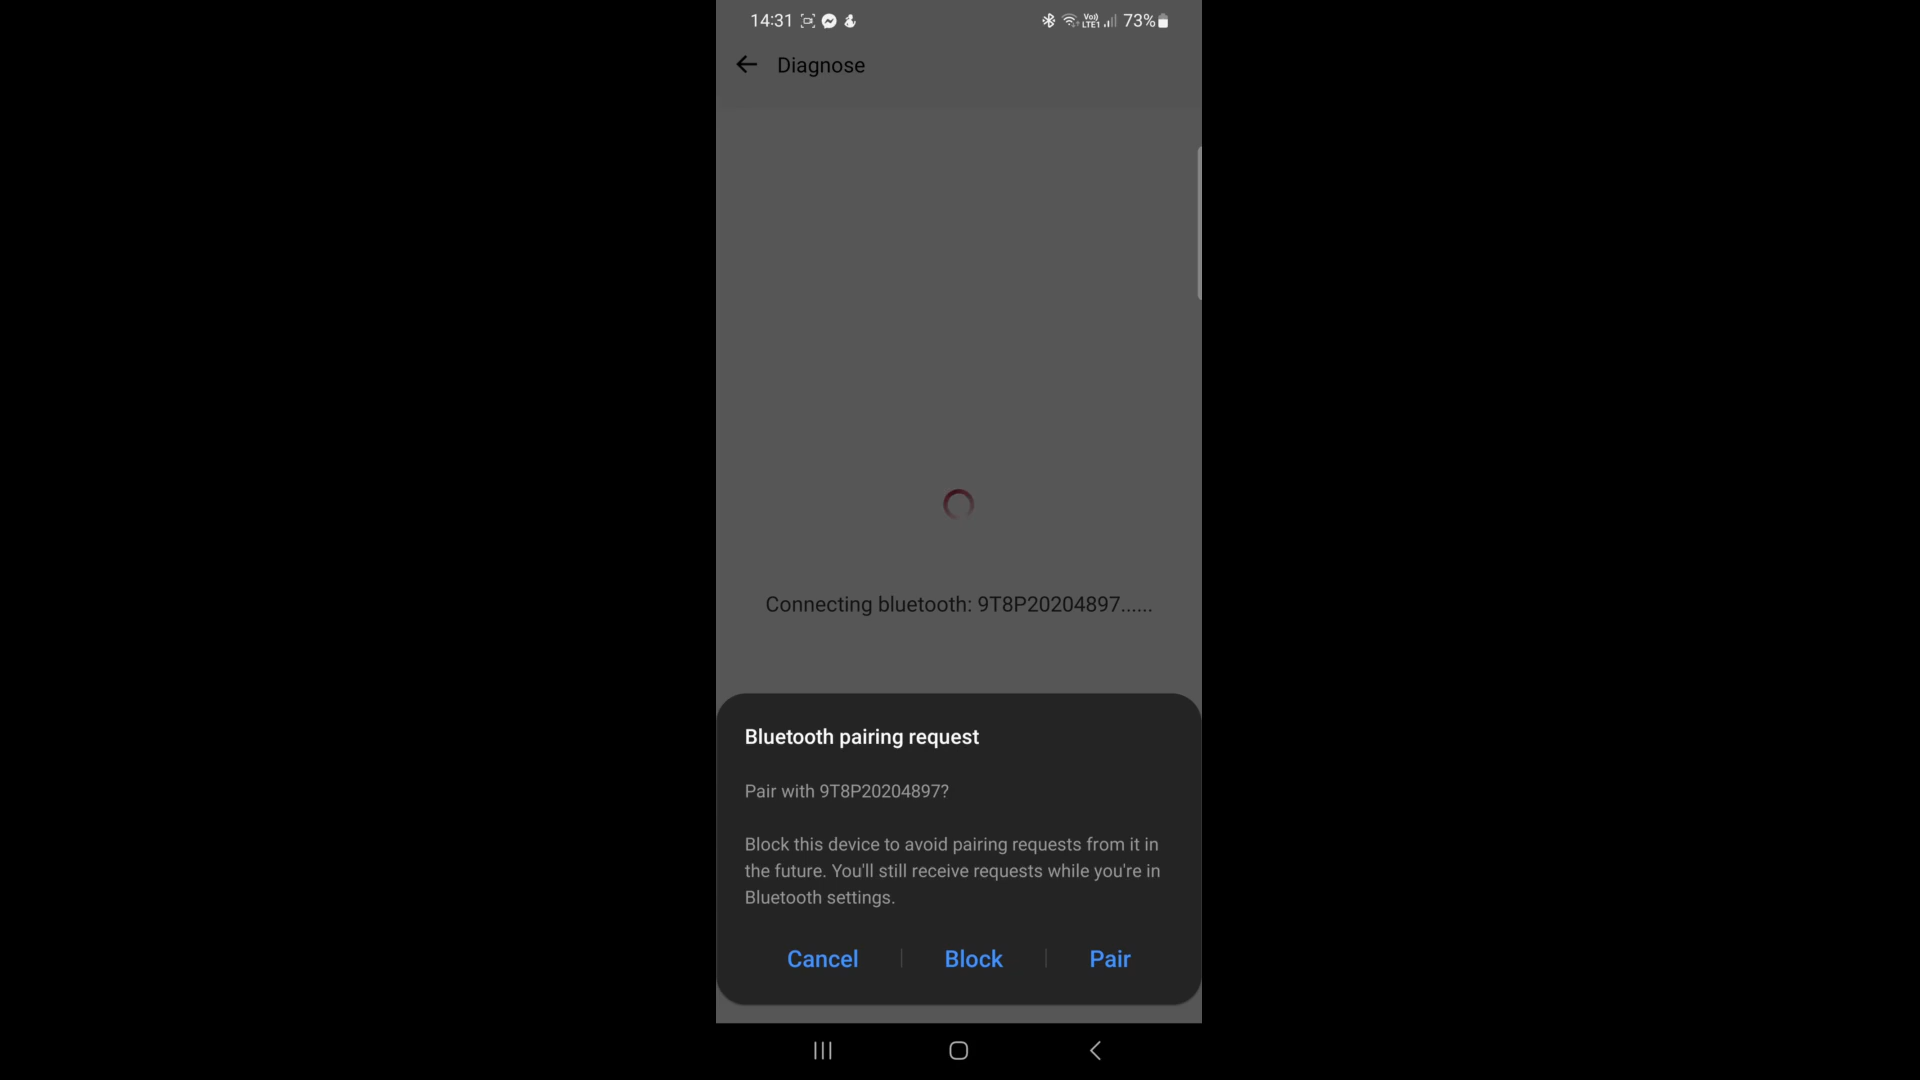 14:31
Vo))
LTE1
73%
Diagnose
Connecting bluetooth: 9T8P20204897......
Bluetooth pairing request
Pair with 9T8P20204897?
Block this device to avoid pairing requests from it in
the future. You'll still receive requests while you're in
Bluetooth settings.
Cancel
Block
Pair